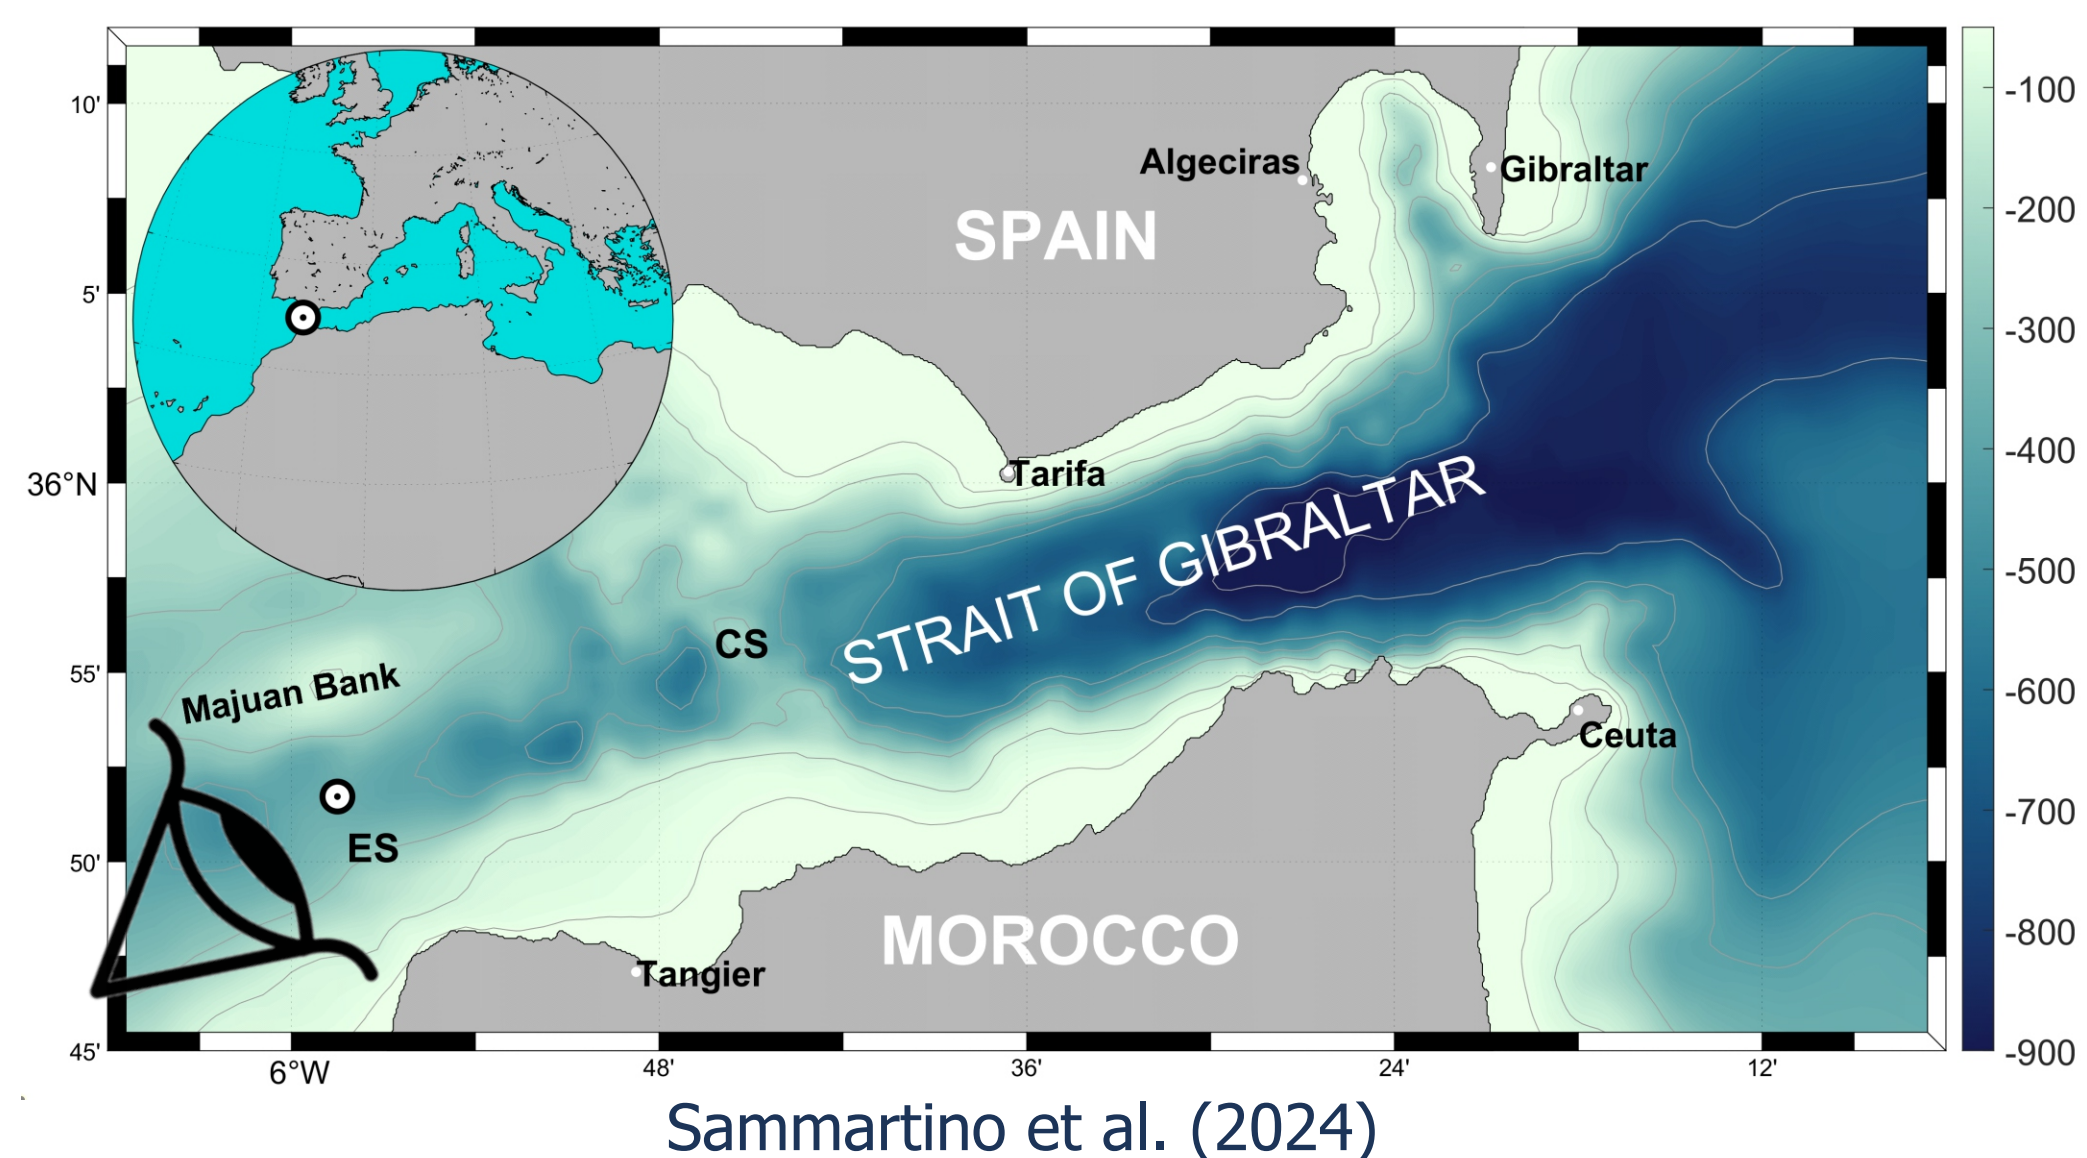 10'
5'
36°N
55'
50'
45'
6°W
48'
36'
24'
12'
Algeciras
Gibraltar
SPAIN
Tarifa
STRAIT OF GIBRALTAR
CS
Majuan Bank
ES
Ceuta
MOROCCO
Tangier
-100
-200
-300
-400
-500
-600
-700
-800
-900
Sammartino et al. (2024)